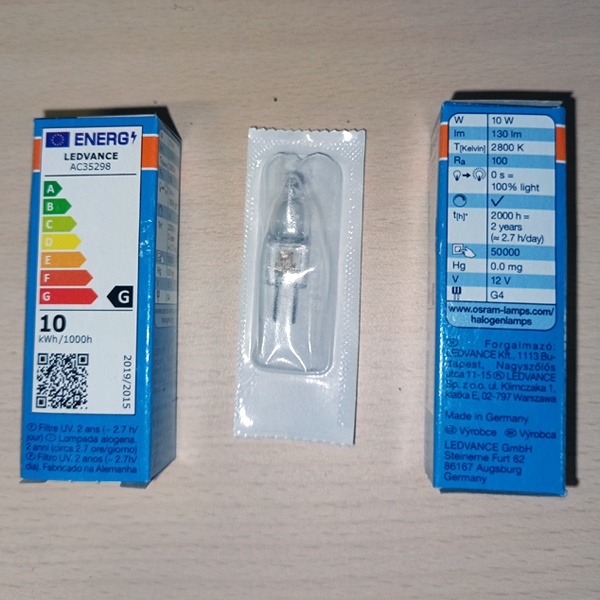 ENERG
LEDVANCE
AC35298
A
B
C
D
E
F
G
G
10
kWh/1000h
2019/2015
Filtre UV. 2 ans (~ 2.7 h/
jour) Lompada alogena.
2 anni (circa 2.7 ore/giorno)
Filtro UV. 2 anos (~ 2.7h/
dia). Fabricado na Alemanha
W 10 W
lm 130 lm
T[Kelvin] 2800 K
Ra 100
0 s =
100% light
t[h]* 2000 h =
2 years
(≈ 2.7 h/day)
50000
Hg 0.0 mg
V 12 V
G4
www.osram-lamps.com/
halogenlamps
Forgalmazó:
LEDVANCE Kft., 1113 Bu-
dapest, Nagyszőlős
utca 11-15 LEDVANCE
Sp. z o.o. ul. Klimczaka 1,
klatka E, 02-797 Warszawa
Made in Germany
Výrobce Výrobca
LEDVANCE GmbH
Steinerne Furt 62
86167 Augsburg
Germany